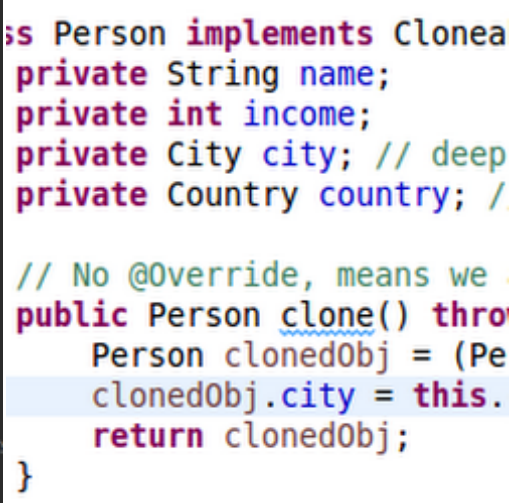 ss Person implements Clonea
private String name;
private int income;
private City city; // deep
private Country country; //
// No @Override, means we
public Person clone() throw
Person clonedObj = (Pe
clonedObj.city = this.
return clonedObj;
}